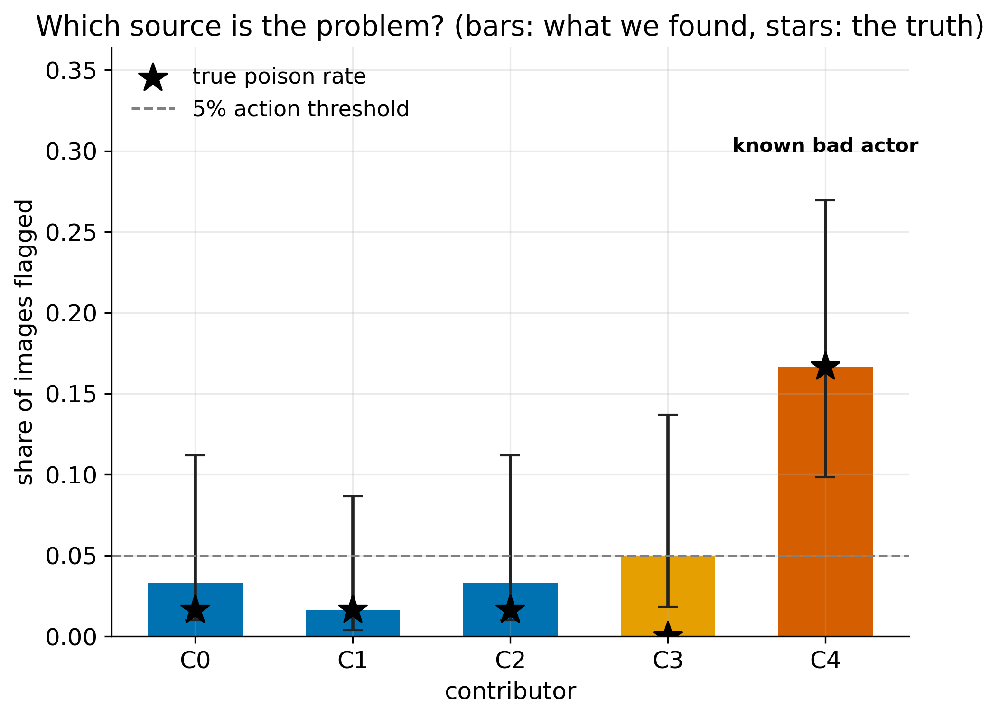 Which source is the problem? (bars: what we found, stars: the truth)
true poison rate
5% action threshold
known bad actor
share of images flagged
0.35
0.30
0.25
0.20
0.15
0.10
0.05
0.00
C0 C1 C2 C3 C4
contributor